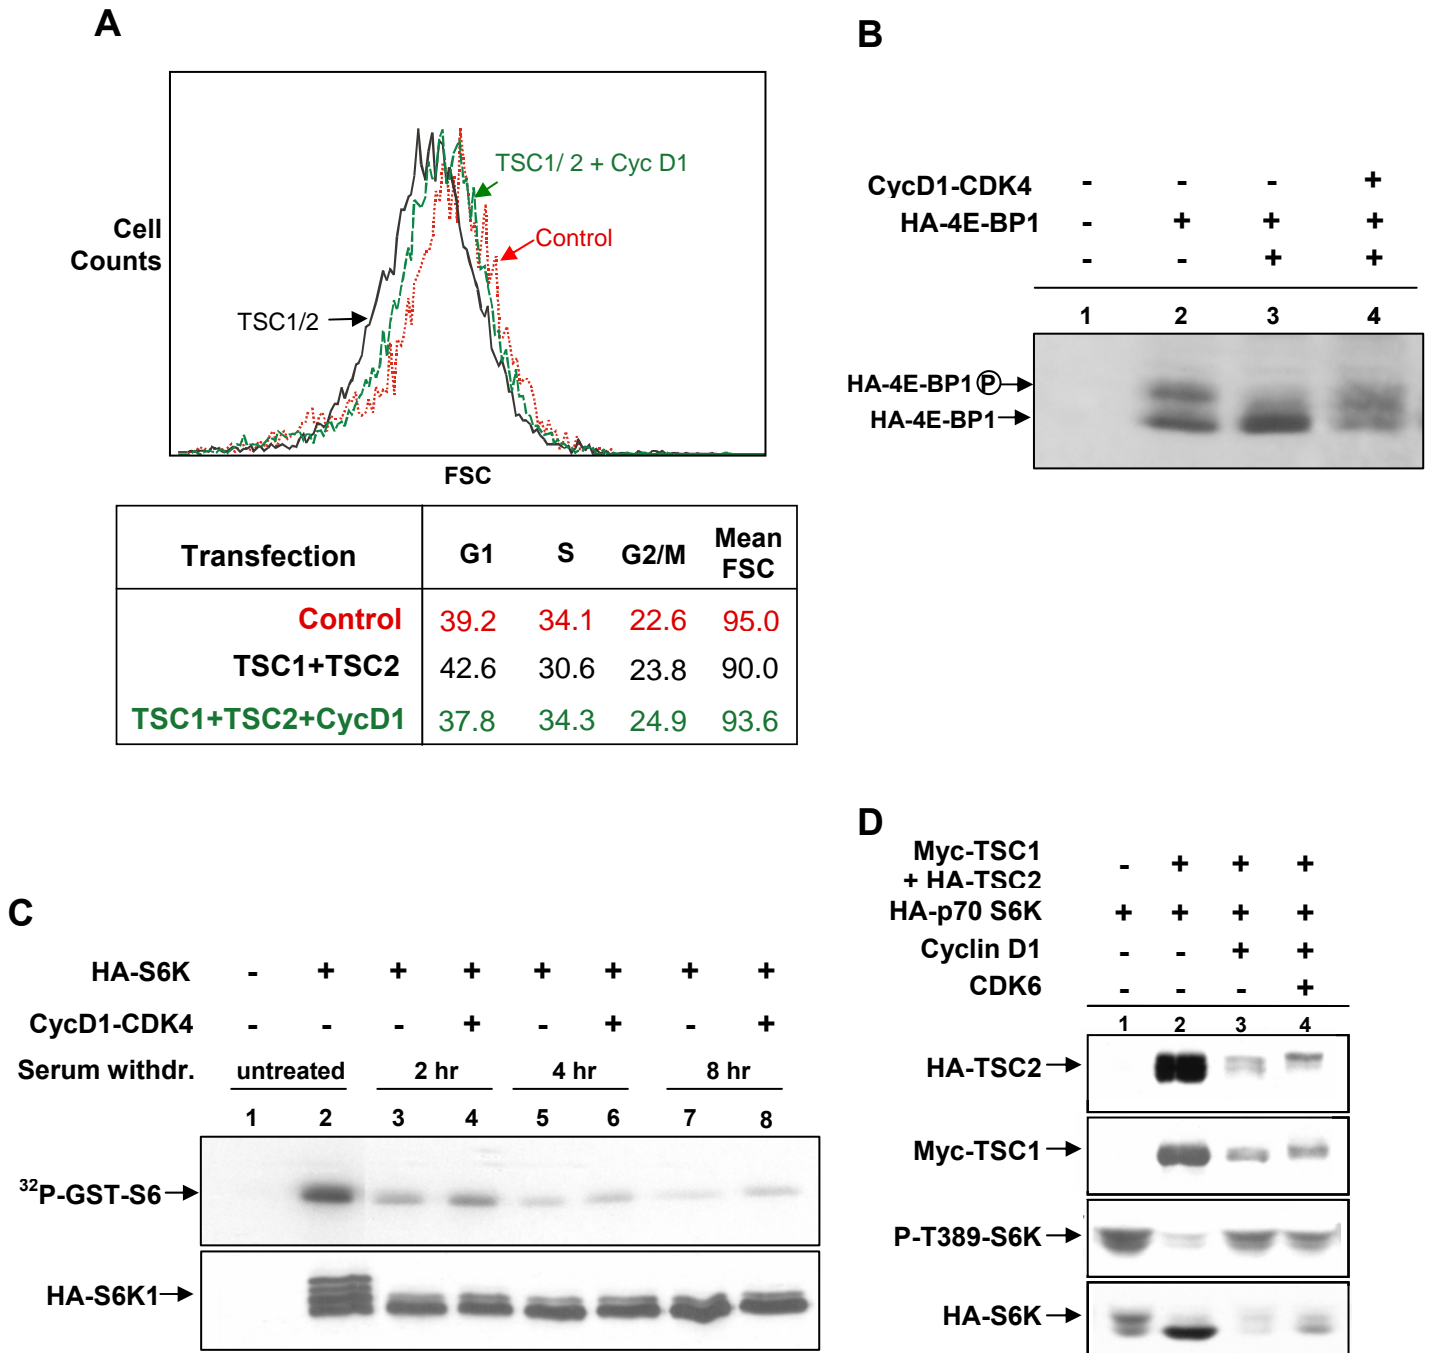 A
Cell
Counts
TSC1/ 2 + Cyc D1
Control
TSC1/2
FSC
Transfection G1 S G2/M Mean FSC
Control 39.2 34.1 22.6 95.0
TSC1+TSC2 42.6 30.6 23.8 90.0
TSC1+TSC2+CycD1 37.8 34.3 24.9 93.6
B
CycD1-CDK4 - - - +
HA-4E-BP1 - + + +
- - + +
1 2 3 4
HA-4E-BP1 P
HA-4E-BP1
C
HA-S6K - + + + + + + +
CycD1-CDK4 - - - + - + - +
Serum withdr. untreated 2 hr 4 hr 8 hr
1 2 3 4 5 6 7 8
32P-GST-S6
HA-S6K1
D
Myc-TSC1
+ HA-TSC2 - + + +
HA-p70 S6K + + + +
Cyclin D1 - - + +
CDK6 - - - +
1 2 3 4
HA-TSC2
Myc-TSC1
P-T389-S6K
HA-S6K